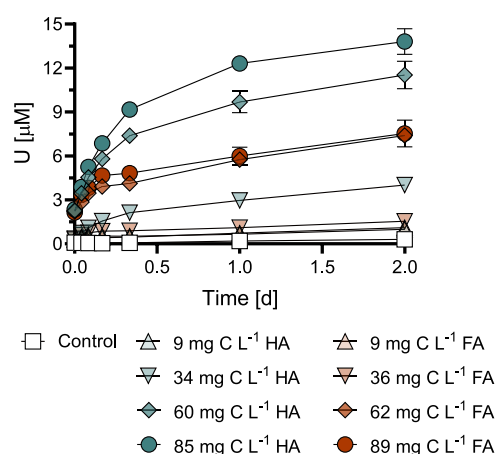 15
12
9
6
3
0
U [µM]
0.0 0.5 1.0 1.5 2.0
Time [d]
Control
9 mg C L⁻¹ HA 9 mg C L⁻¹ FA
34 mg C L⁻¹ HA 36 mg C L⁻¹ FA
60 mg C L⁻¹ HA 62 mg C L⁻¹ FA
85 mg C L⁻¹ HA 89 mg C L⁻¹ FA